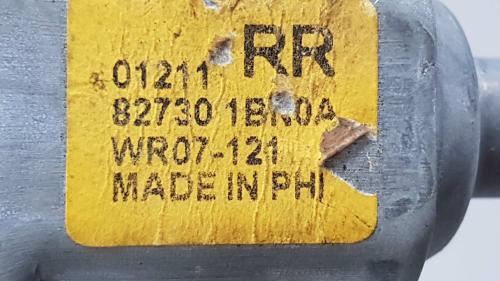 RR
01211
82730 1BN0A
WR07-121
MADE IN PHI